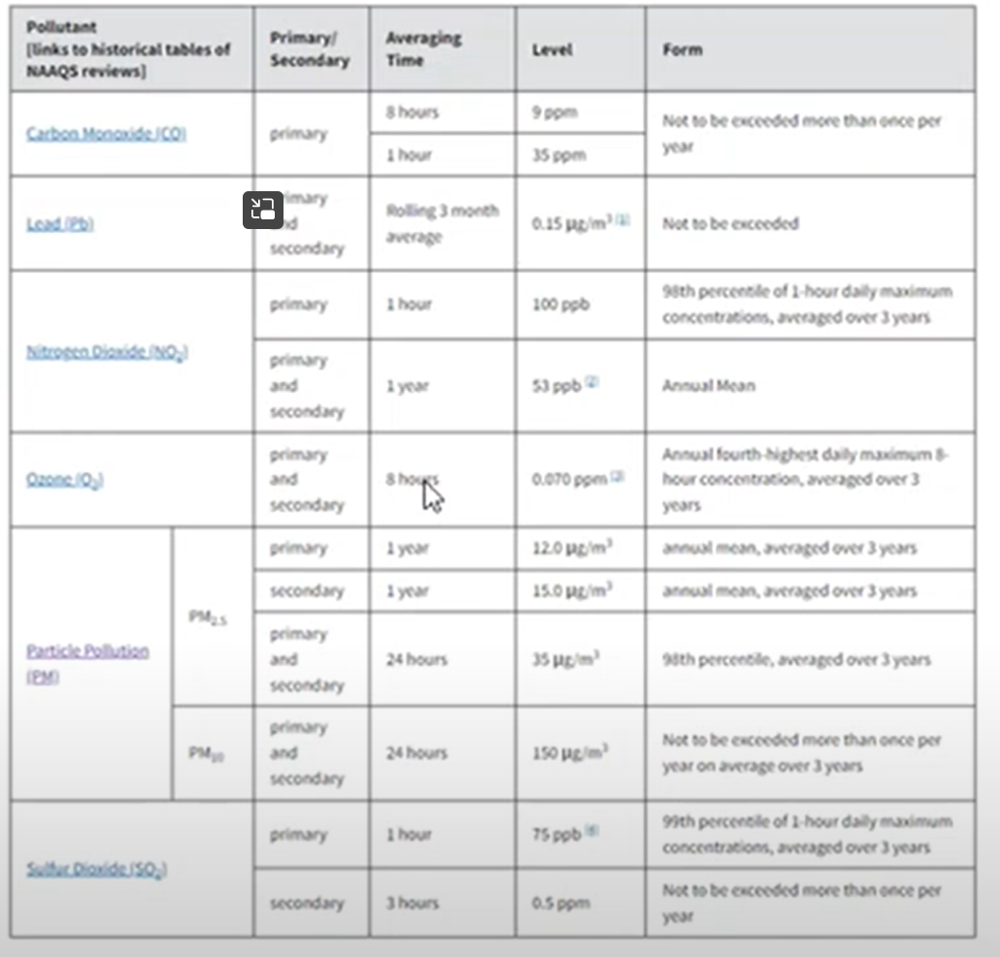 Pollutant
[links to historical tables of
NAAQS reviews]
Primary/
Secondary
Averaging
Time
Level
Form
Carbon Monoxide (CO)
primary
8 hours
9 ppm
Not to be exceeded more than once per
year
1 hour
35 ppm
Lead (Pb)
secondary
Rolling 3 month
average
0.15 μg/m³ [1]
Not to be exceeded
Nitrogen Dioxide (NO₂)
primary
1 hour
100 ppb
98th percentile of 1-hour daily maximum
concentrations, averaged over 3 years
primary
and
secondary
1 year
53 ppb [2]
Annual Mean
Ozone (O₃)
primary
and
secondary
8 hours
0.070 ppm [3]
Annual fourth-highest daily maximum 8-
hour concentration, averaged over 3
years
Particle Pollution
(PM)
PM₂.₅
primary
1 year
12.0 μg/m³
annual mean, averaged over 3 years
secondary
1 year
15.0 μg/m³
annual mean, averaged over 3 years
primary
and
secondary
24 hours
35 μg/m³
98th percentile, averaged over 3 years
PM₁₀
primary
and
secondary
24 hours
150 μg/m³
Not to be exceeded more than once per
year on average over 3 years
Sulfur Dioxide (SO₂)
primary
1 hour
75 ppb
99th percentile of 1-hour daily maximum
concentrations, averaged over 3 years
secondary
3 hours
0.5 ppm
Not to be exceeded more than once per
year